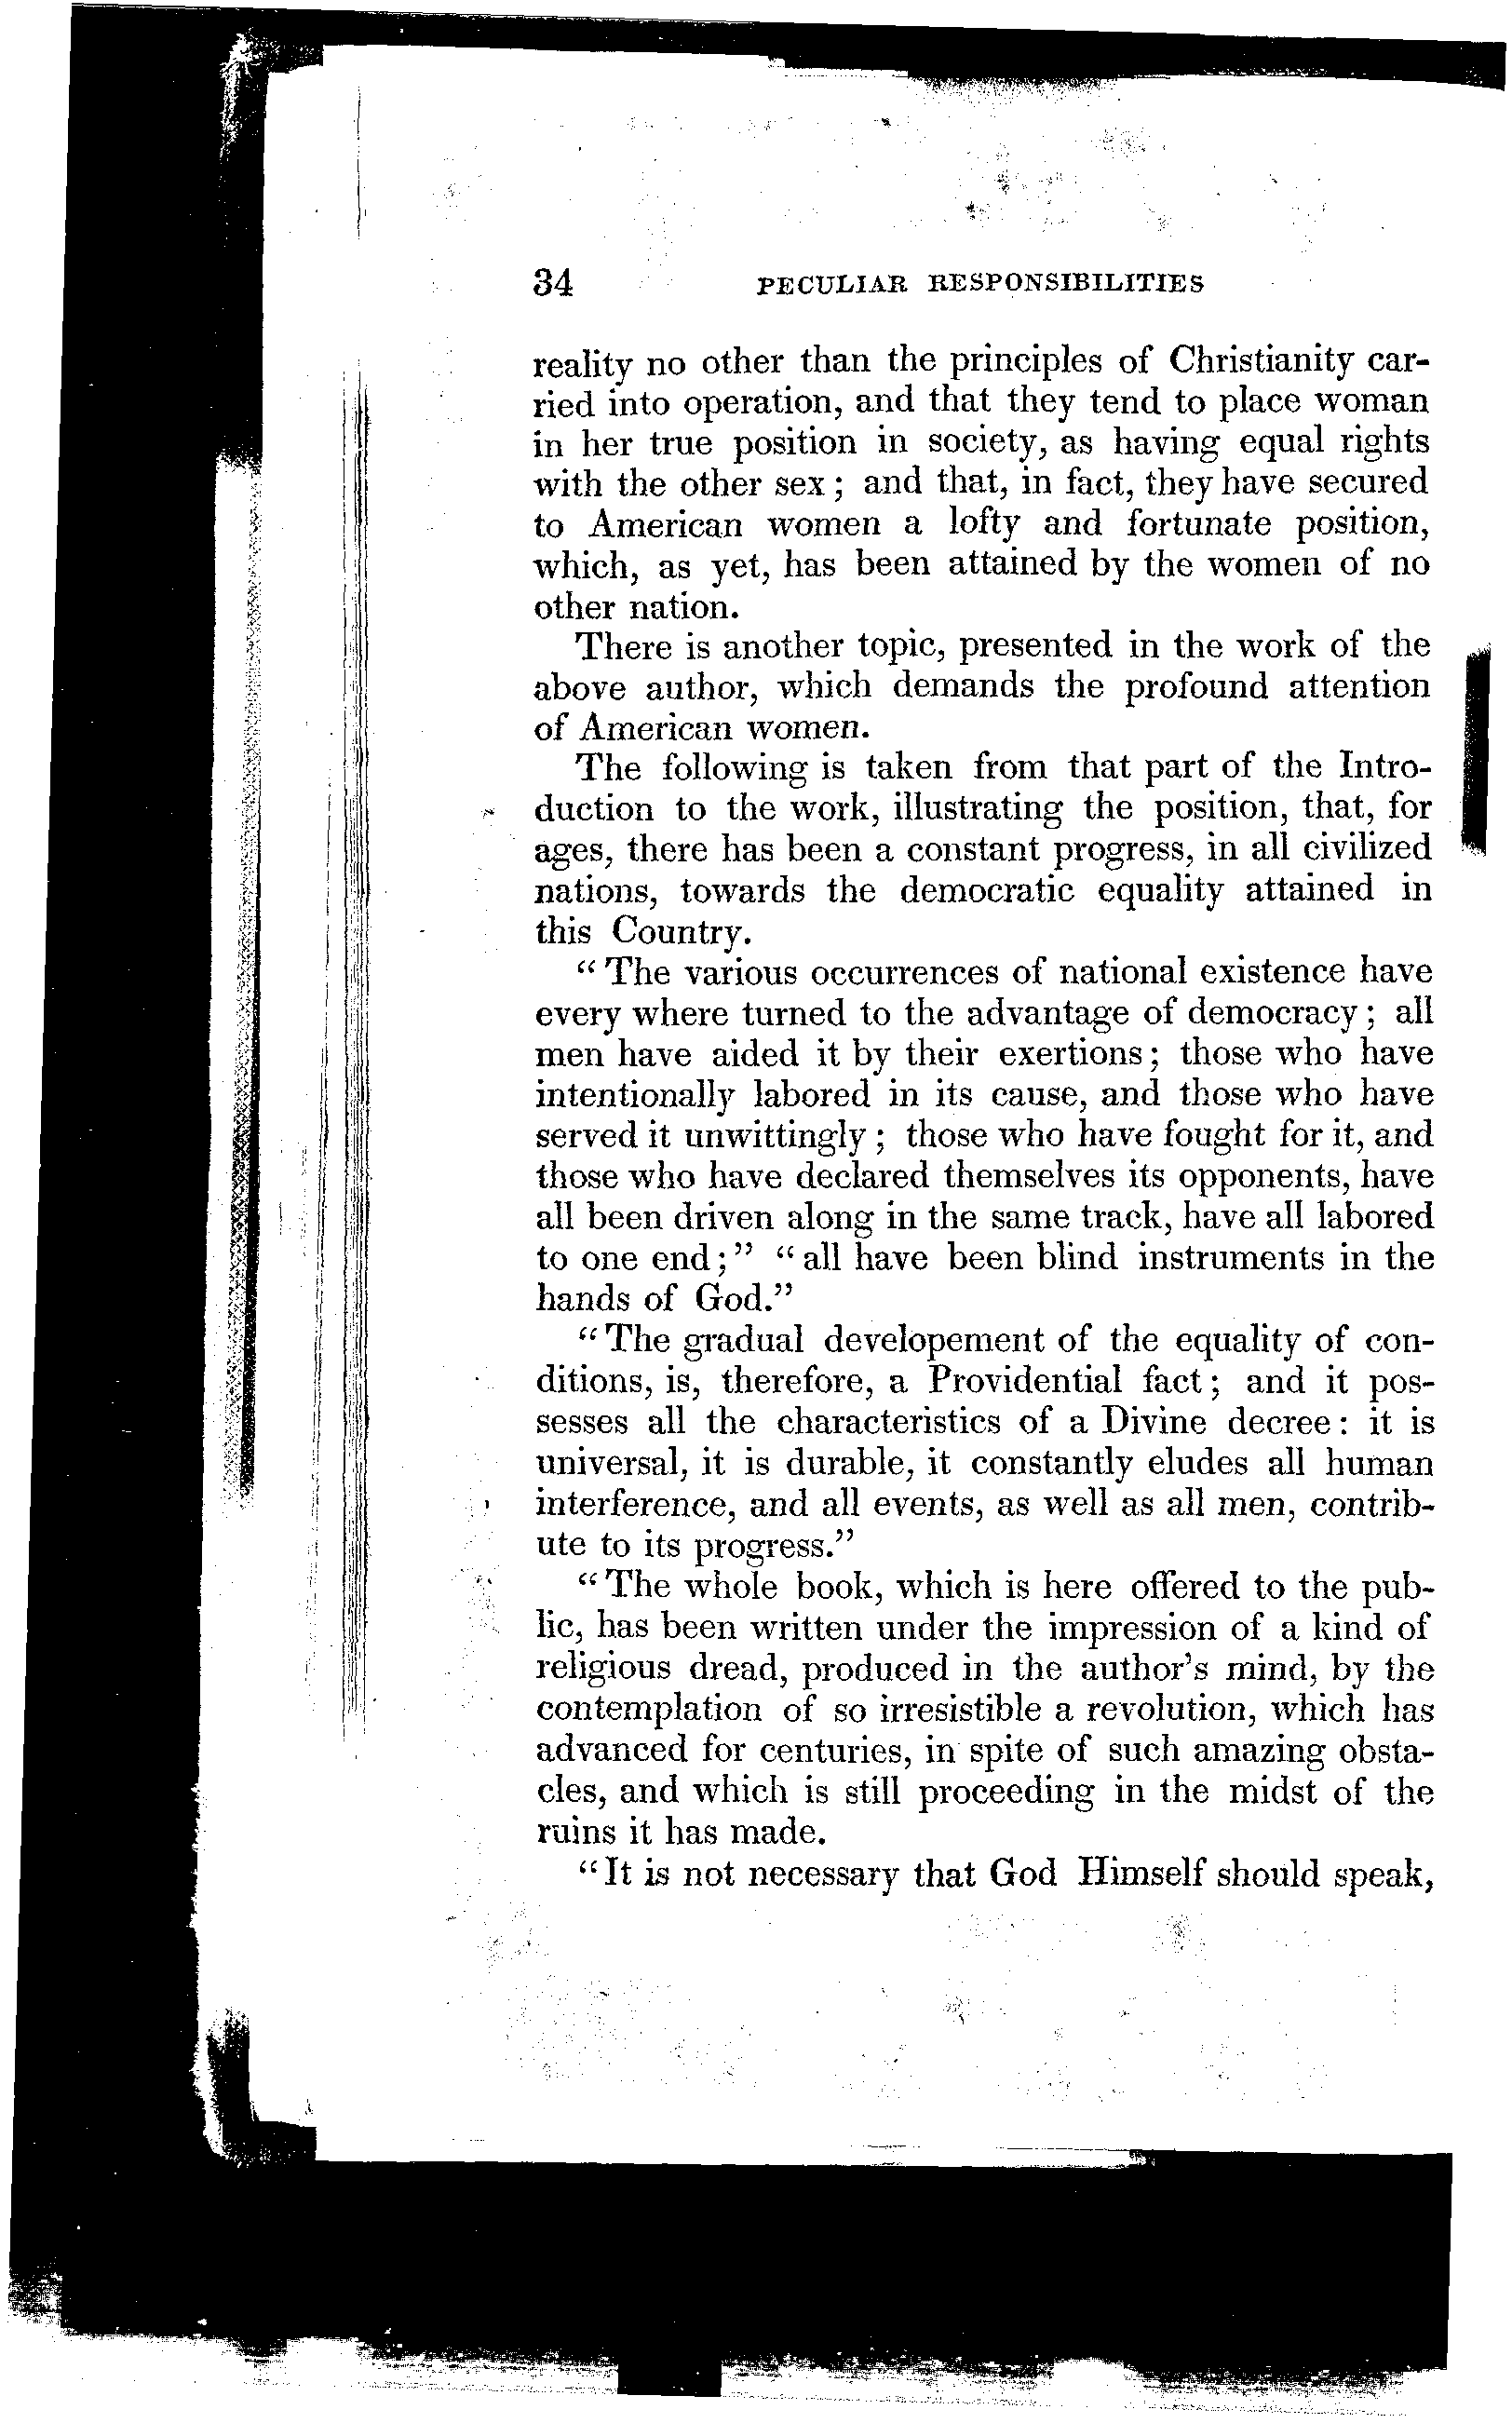 34 PECULIAR RESPONSIBILITIES
reality no other than the principles of Christianity car-
ried into operation, and that they tend to place woman
in her true position in society, as having equal rights
with the other sex; and that, in fact, they have secured
to American women a lofty and fortunate position,
which, as yet, has been attained by the women of no
other nation.
There is another topic, presented in the work of the
above author, which demands the profound attention
of American women.
The following is taken from that part of the Intro-
duction to the work, illustrating the position, that, for
ages, there has been a constant progress, in all civilized
nations, towards the democratic equality attained in
this Country.
"The various occurrences of national existence have
every where turned to the advantage of democracy; all
men have aided it by their exertions; those who have
intentionally labored in its cause, and those who have
served it unwittingly; those who have fought for it, and
those who have declared themselves its opponents, have
all been driven along in the same track, have all labored
to one end;" "all have been blind instruments in the
hands of God."
"The gradual developement of the equality of con-
ditions, is, therefore, a Providential fact; and it pos-
sesses all the characteristics of a Divine decree: it is
universal, it is durable, it constantly eludes all human
interference, and all events, as well as all men, contrib-
ute to its progress."
"The whole book, which is here offered to the pub-
lic, has been written under the impression of a kind of
religious dread, produced in the author's mind, by the
contemplation of so irresistible a revolution, which has
advanced for centuries, in spite of such amazing obsta-
cles, and which is still proceeding in the midst of the
ruins it has made.
"It is not necessary that God Himself should speak,